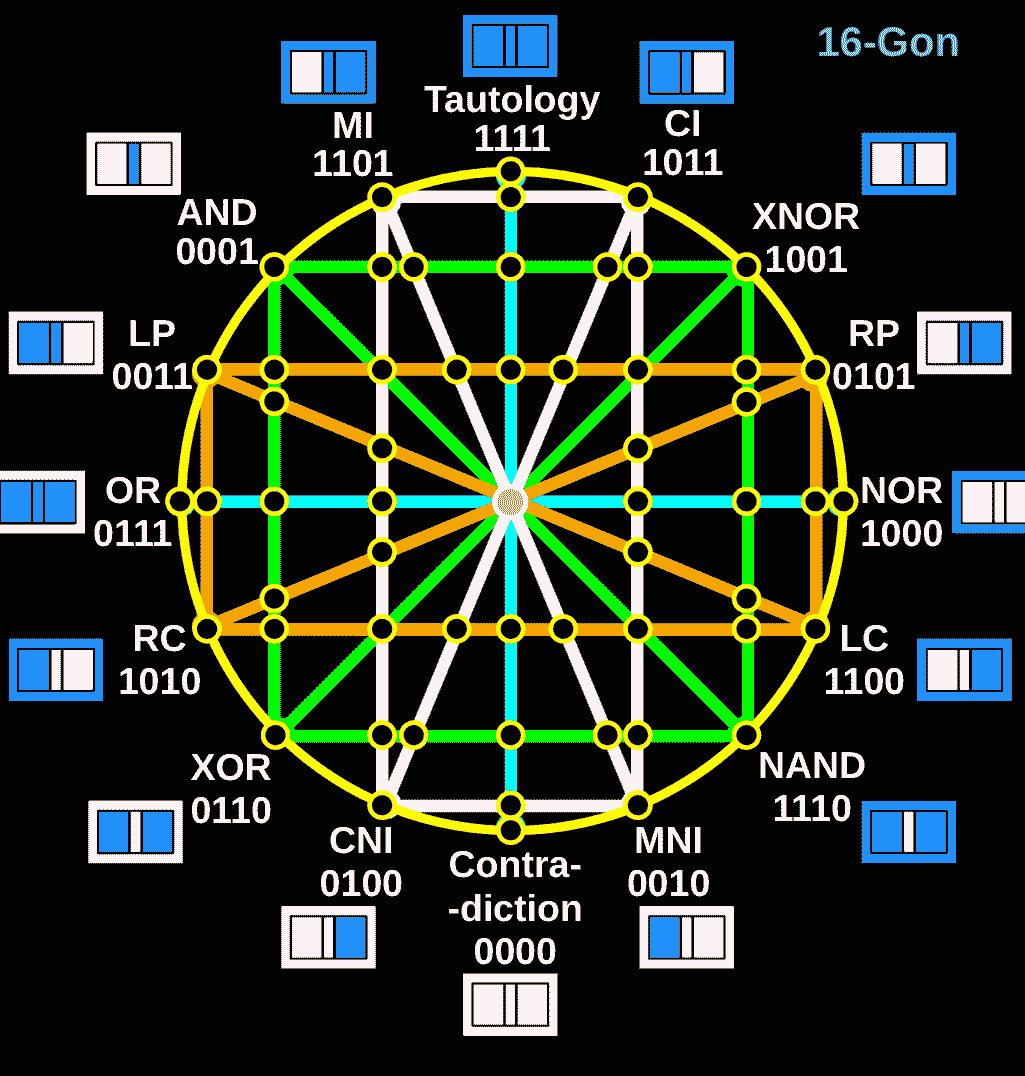 16-Gon
Tautology
1111
MI
1101
CI
1011
AND
0001
XNOR
1001
LP
0011
RP
0101
OR
0111
NOR
1000
RC
1010
LC
1100
XOR
0110
NAND
1110
CNI
0100
MNI
0010
Contra-
-diction
0000